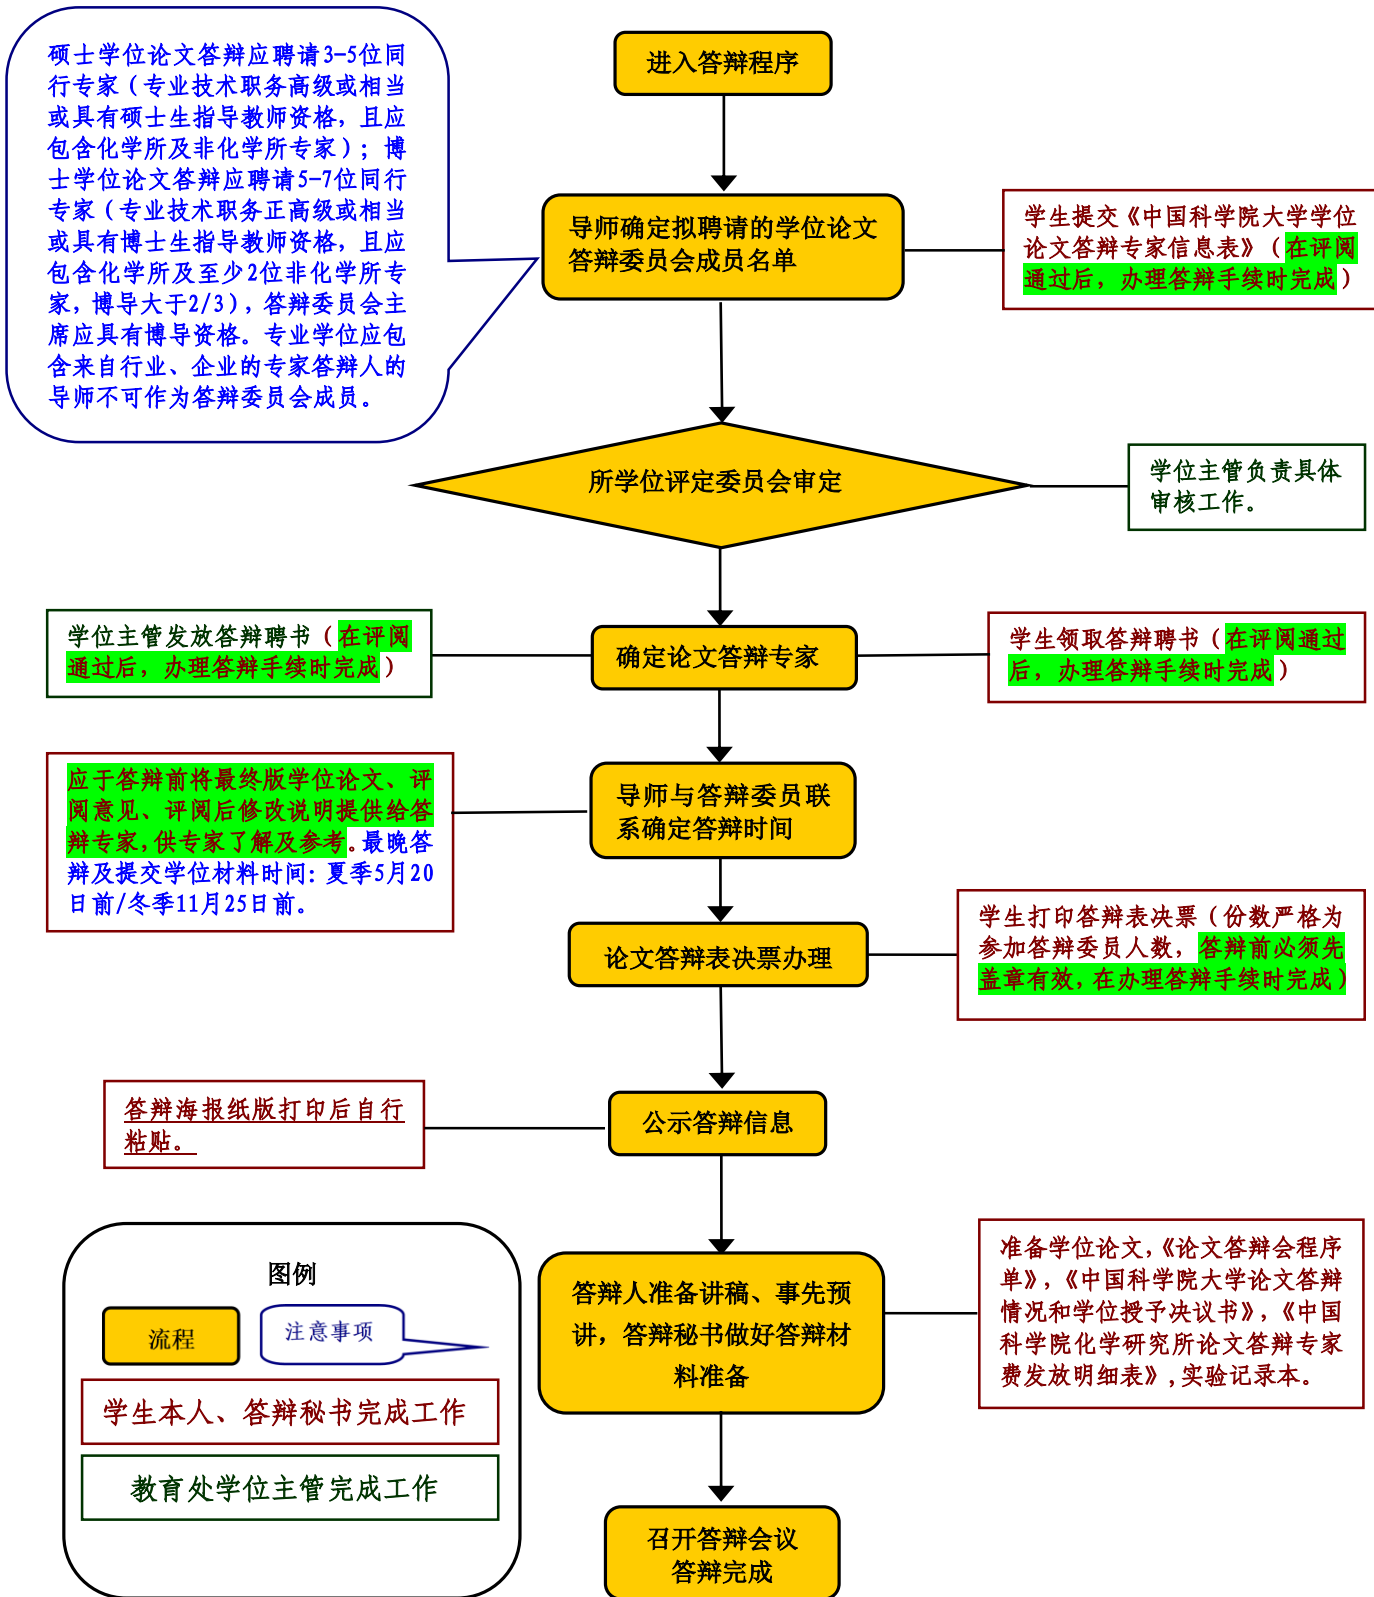 硕士学位论文答辩应聘请3-5位同
行专家（专业技术职务高级或相当
或具有硕士生指导教师资格，且应
包含化学所及非化学所专家）；博
士学位论文答辩应聘请5-7位同行
专家（专业技术职务正高级或相当
或具有博士生指导教师资格，且应
包含化学所及至少2位非化学所专
家，博导大于2/3），答辩委员会主
席应具有博导资格。专业学位应包
含来自行业、企业的专家答辩人的
导师不可作为答辩委员会成员。
进入答辩程序
导师确定拟聘请的学位论文
答辩委员会成员名单
学生提交《中国科学院大学学位
论文答辩专家信息表》（在评阅
通过后，办理答辩手续时完成）
所学位评定委员会审定
学位主管负责具体
审核工作。
学位主管发放答辩聘书（在评阅
通过后，办理答辩手续时完成）
确定论文答辩专家
学生领取答辩聘书（在评阅通过
后，办理答辩手续时完成）
应于答辩前将最终版学位论文、评
阅意见、评阅后修改说明提供给答
辩专家，供专家了解及参考。最晚答
辩及提交学位材料时间：夏季5月20
日前/冬季11月25日前。
导师与答辩委员联
系确定答辩时间
论文答辩表决票办理
学生打印答辩表决票（份数严格为
参加答辩委员人数，答辩前必须先
盖章有效，在办理答辩手续时完成）
答辩海报纸版打印后自行
粘贴。
公示答辩信息
答辩人准备讲稿、事先预
讲，答辩秘书做好答辩材
料准备
准备学位论文，《论文答辩会程序
单》，《中国科学院大学论文答辩
情况和学位授予决议书》，《中国
科学院化学研究所论文答辩专家
费发放明细表》，实验记录本。
召开答辩会议
答辩完成
图例
流程
注意事项
学生本人、答辩秘书完成工作
教育处学位主管完成工作